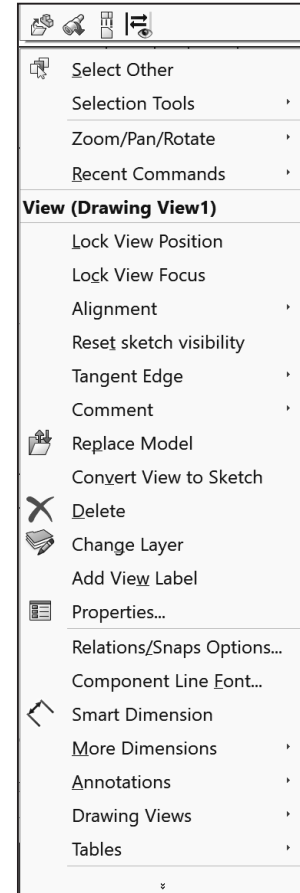 Select Other
Selection Tools
Zoom/Pan/Rotate
Recent Commands
View (Drawing View1)
Lock View Position
Lock View Focus
Alignment
Reset sketch visibility
Tangent Edge
Comment
Replace Model
Convert View to Sketch
Delete
Change Layer
Add View Label
Properties...
Relations/Snaps Options...
Component Line Font...
Smart Dimension
More Dimensions
Annotations
Drawing Views
Tables